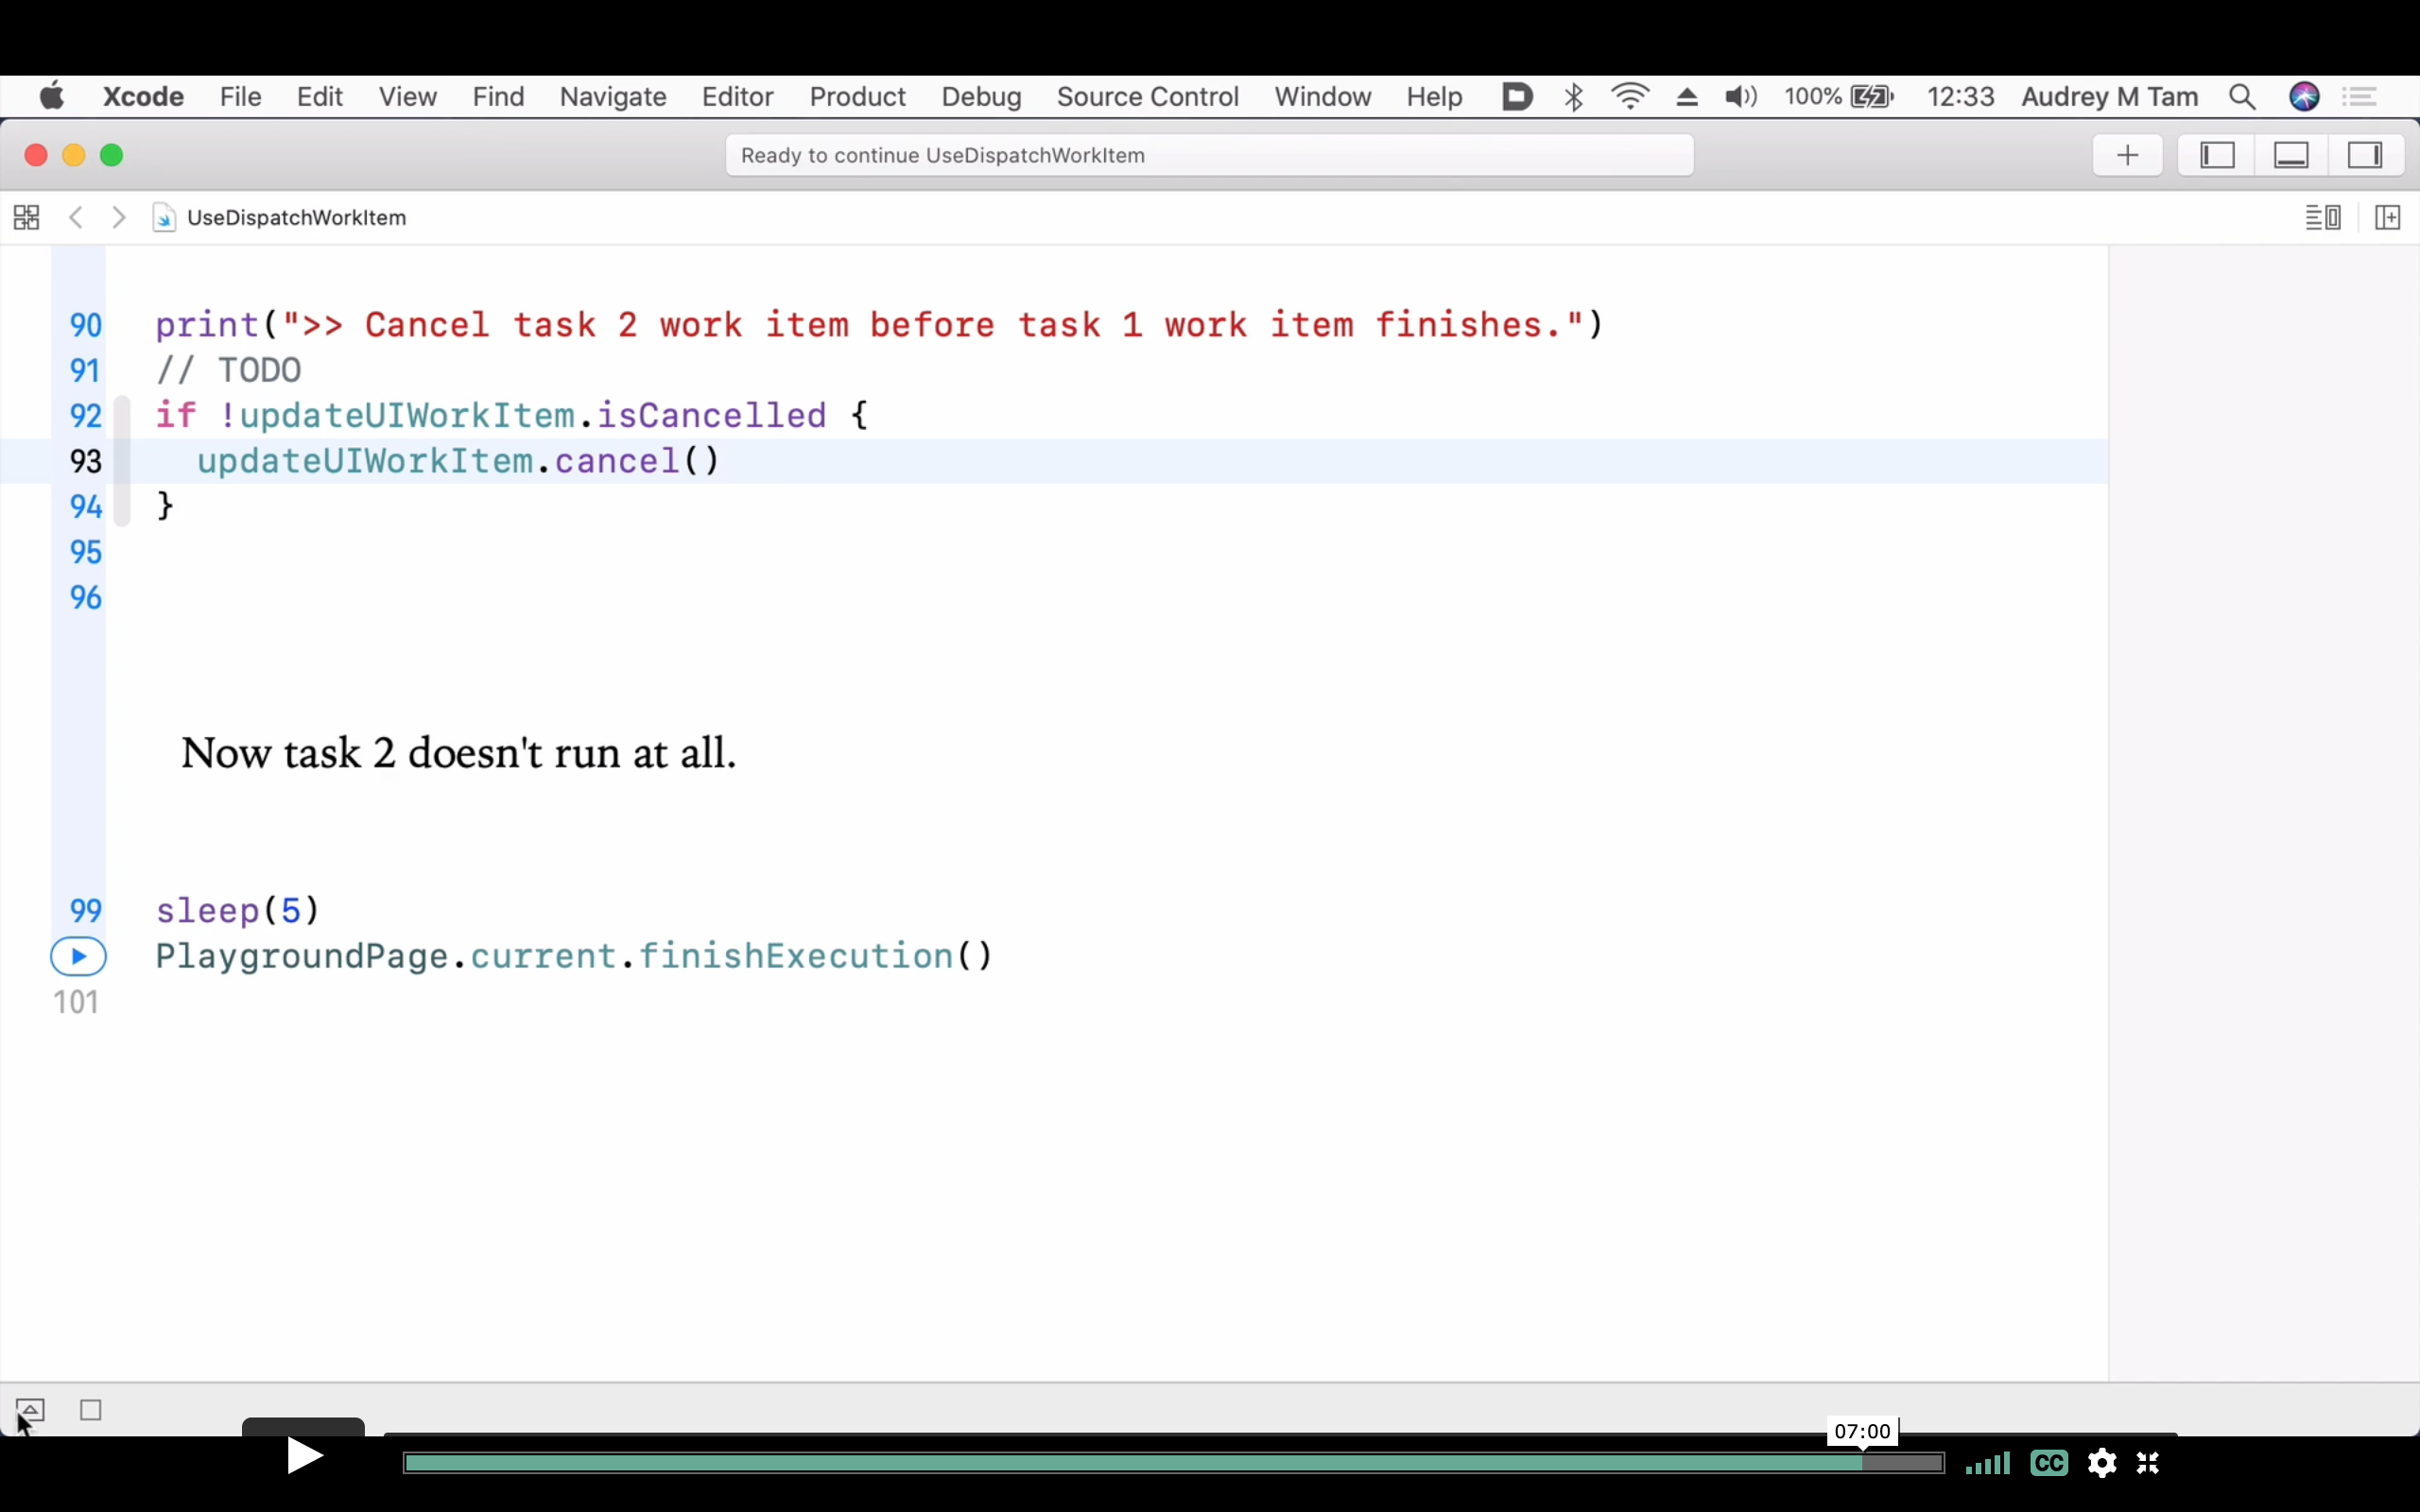 Xcode File Edit View Find Navigate Editor Product Debug Source Control Window Help 100% 12:33 Audrey M Tam
Ready to continue UseDispatchWorkItem
UseDispatchWorkItem
90 print(">> Cancel task 2 work item before task 1 work item finishes.")
91 // TODO
92 if !updateUIWorkItem.isCancelled {
93 updateUIWorkItem.cancel()
94 }
95
96
Now task 2 doesn't run at all.
99 sleep(5)
PlaygroundPage.current.finishExecution()
101
07:00
CC